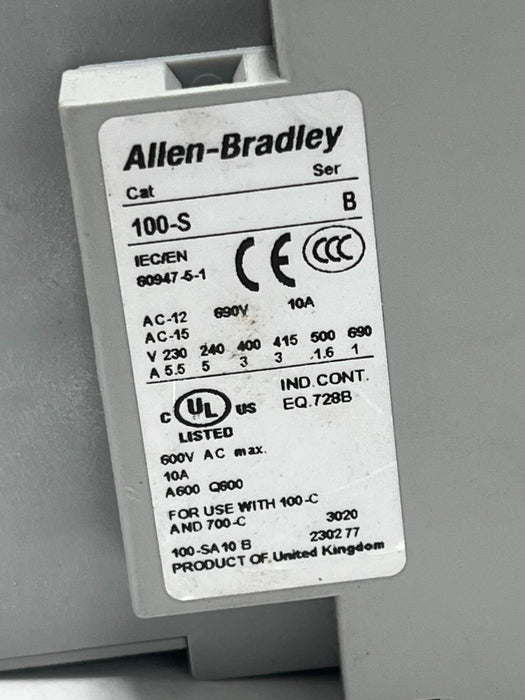 Allen-Bradley
Cat Ser
100-S B
IEC/EN
60947-5-1
CE CCC
AC-12 690V 10A
AC-15
V 230 240 400 415 500 690
A 5.5 5 3 3 .1.6 1
C UL US IND.CONT.
LISTED EQ.728B
600V AC max.
10A
A600 Q600
FOR USE WITH 100-C
AND 700-C 3020
100-SA10 B 2302 77
PRODUCT OF United Kingdom